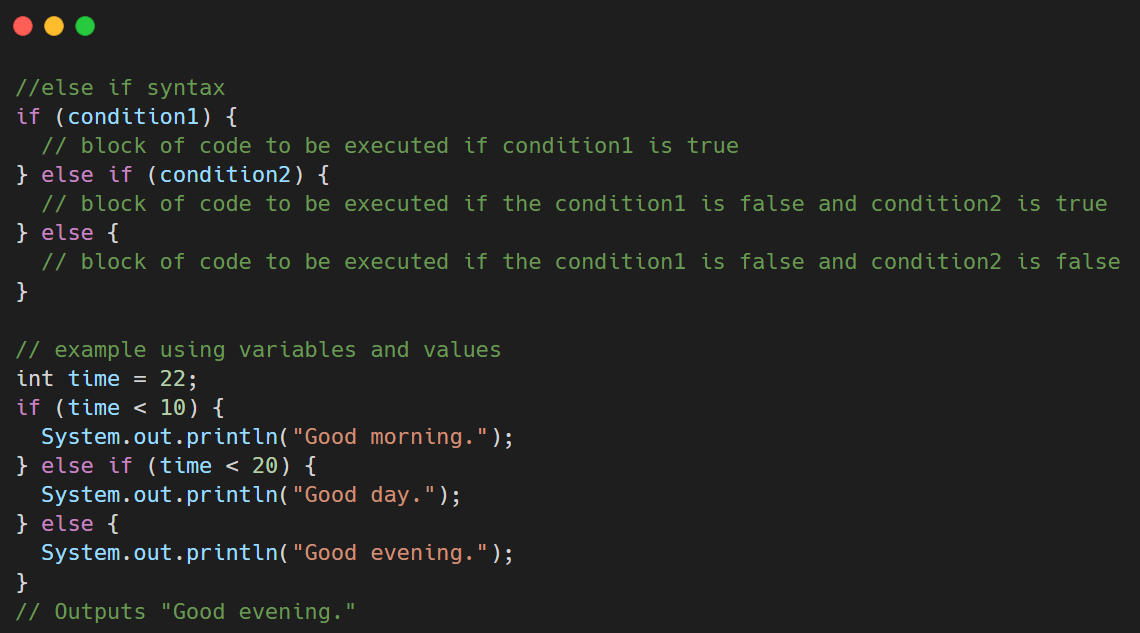 //else if syntax
if (condition1) {
  // block of code to be executed if condition1 is true
} else if (condition2) {
  // block of code to be executed if the condition1 is false and condition2 is true
} else {
  // block of code to be executed if the condition1 is false and condition2 is false
}

// example using variables and values
int time = 22;
if (time < 10) {
  System.out.println("Good morning.");
} else if (time < 20) {
  System.out.println("Good day.");
} else {
  System.out.println("Good evening.");
}
// Outputs "Good evening."